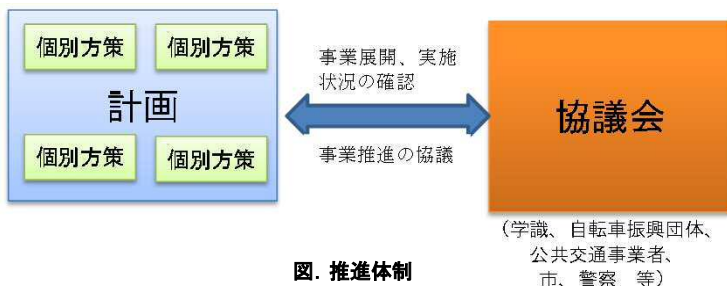 個別方策 個別方策
計画
個別方策 個別方策
事業展開、実施
状況の確認
事業推進の協議
協議会
(学識、自転車振興団体、
公共交通事業者、
市、警察　等)
図. 推進体制